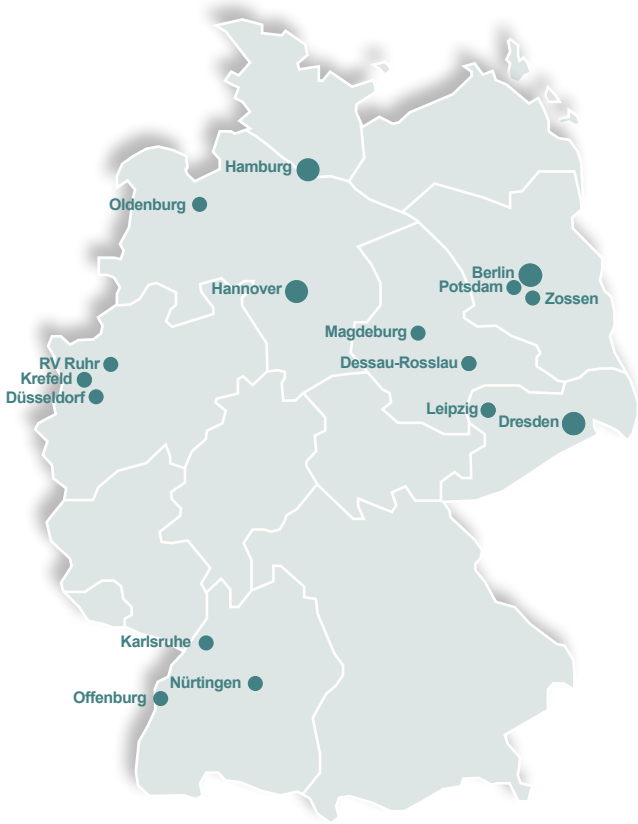 Hamburg
Oldenburg
Berlin
Hannover
Potsdam
Zossen
Magdeburg
RV Ruhr
Dessau-Rosslau
Krefeld
Düsseldorf
Leipzig
Dresden
Karlsruhe
Nürtingen
Offenburg